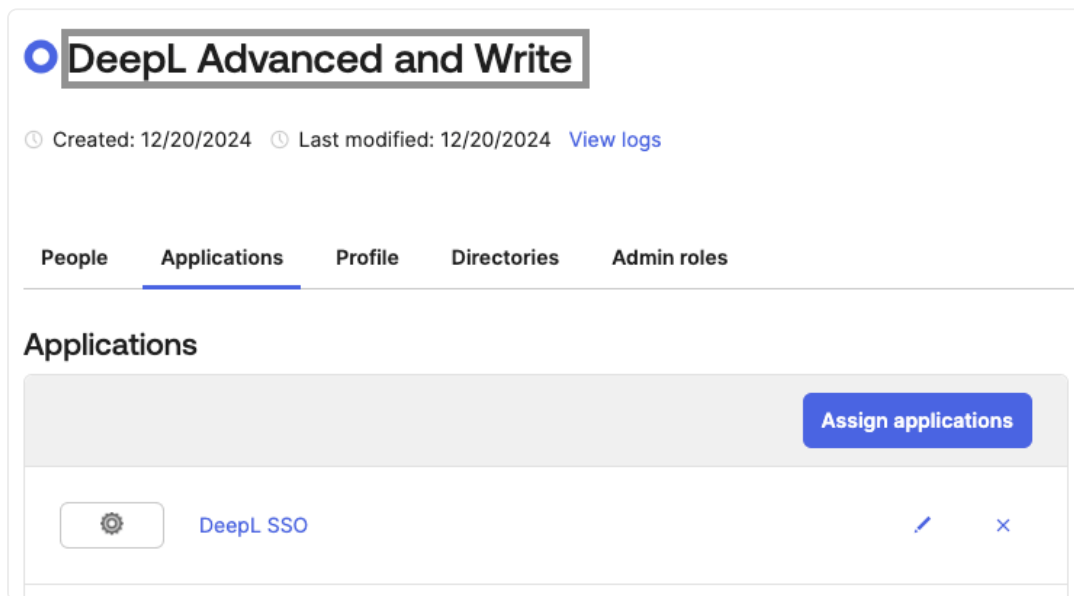 DeepL Advanced and Write
Created: 12/20/2024 Last modified: 12/20/2024 View logs
People Applications Profile Directories Admin roles
Applications
Assign applications
DeepL SSO